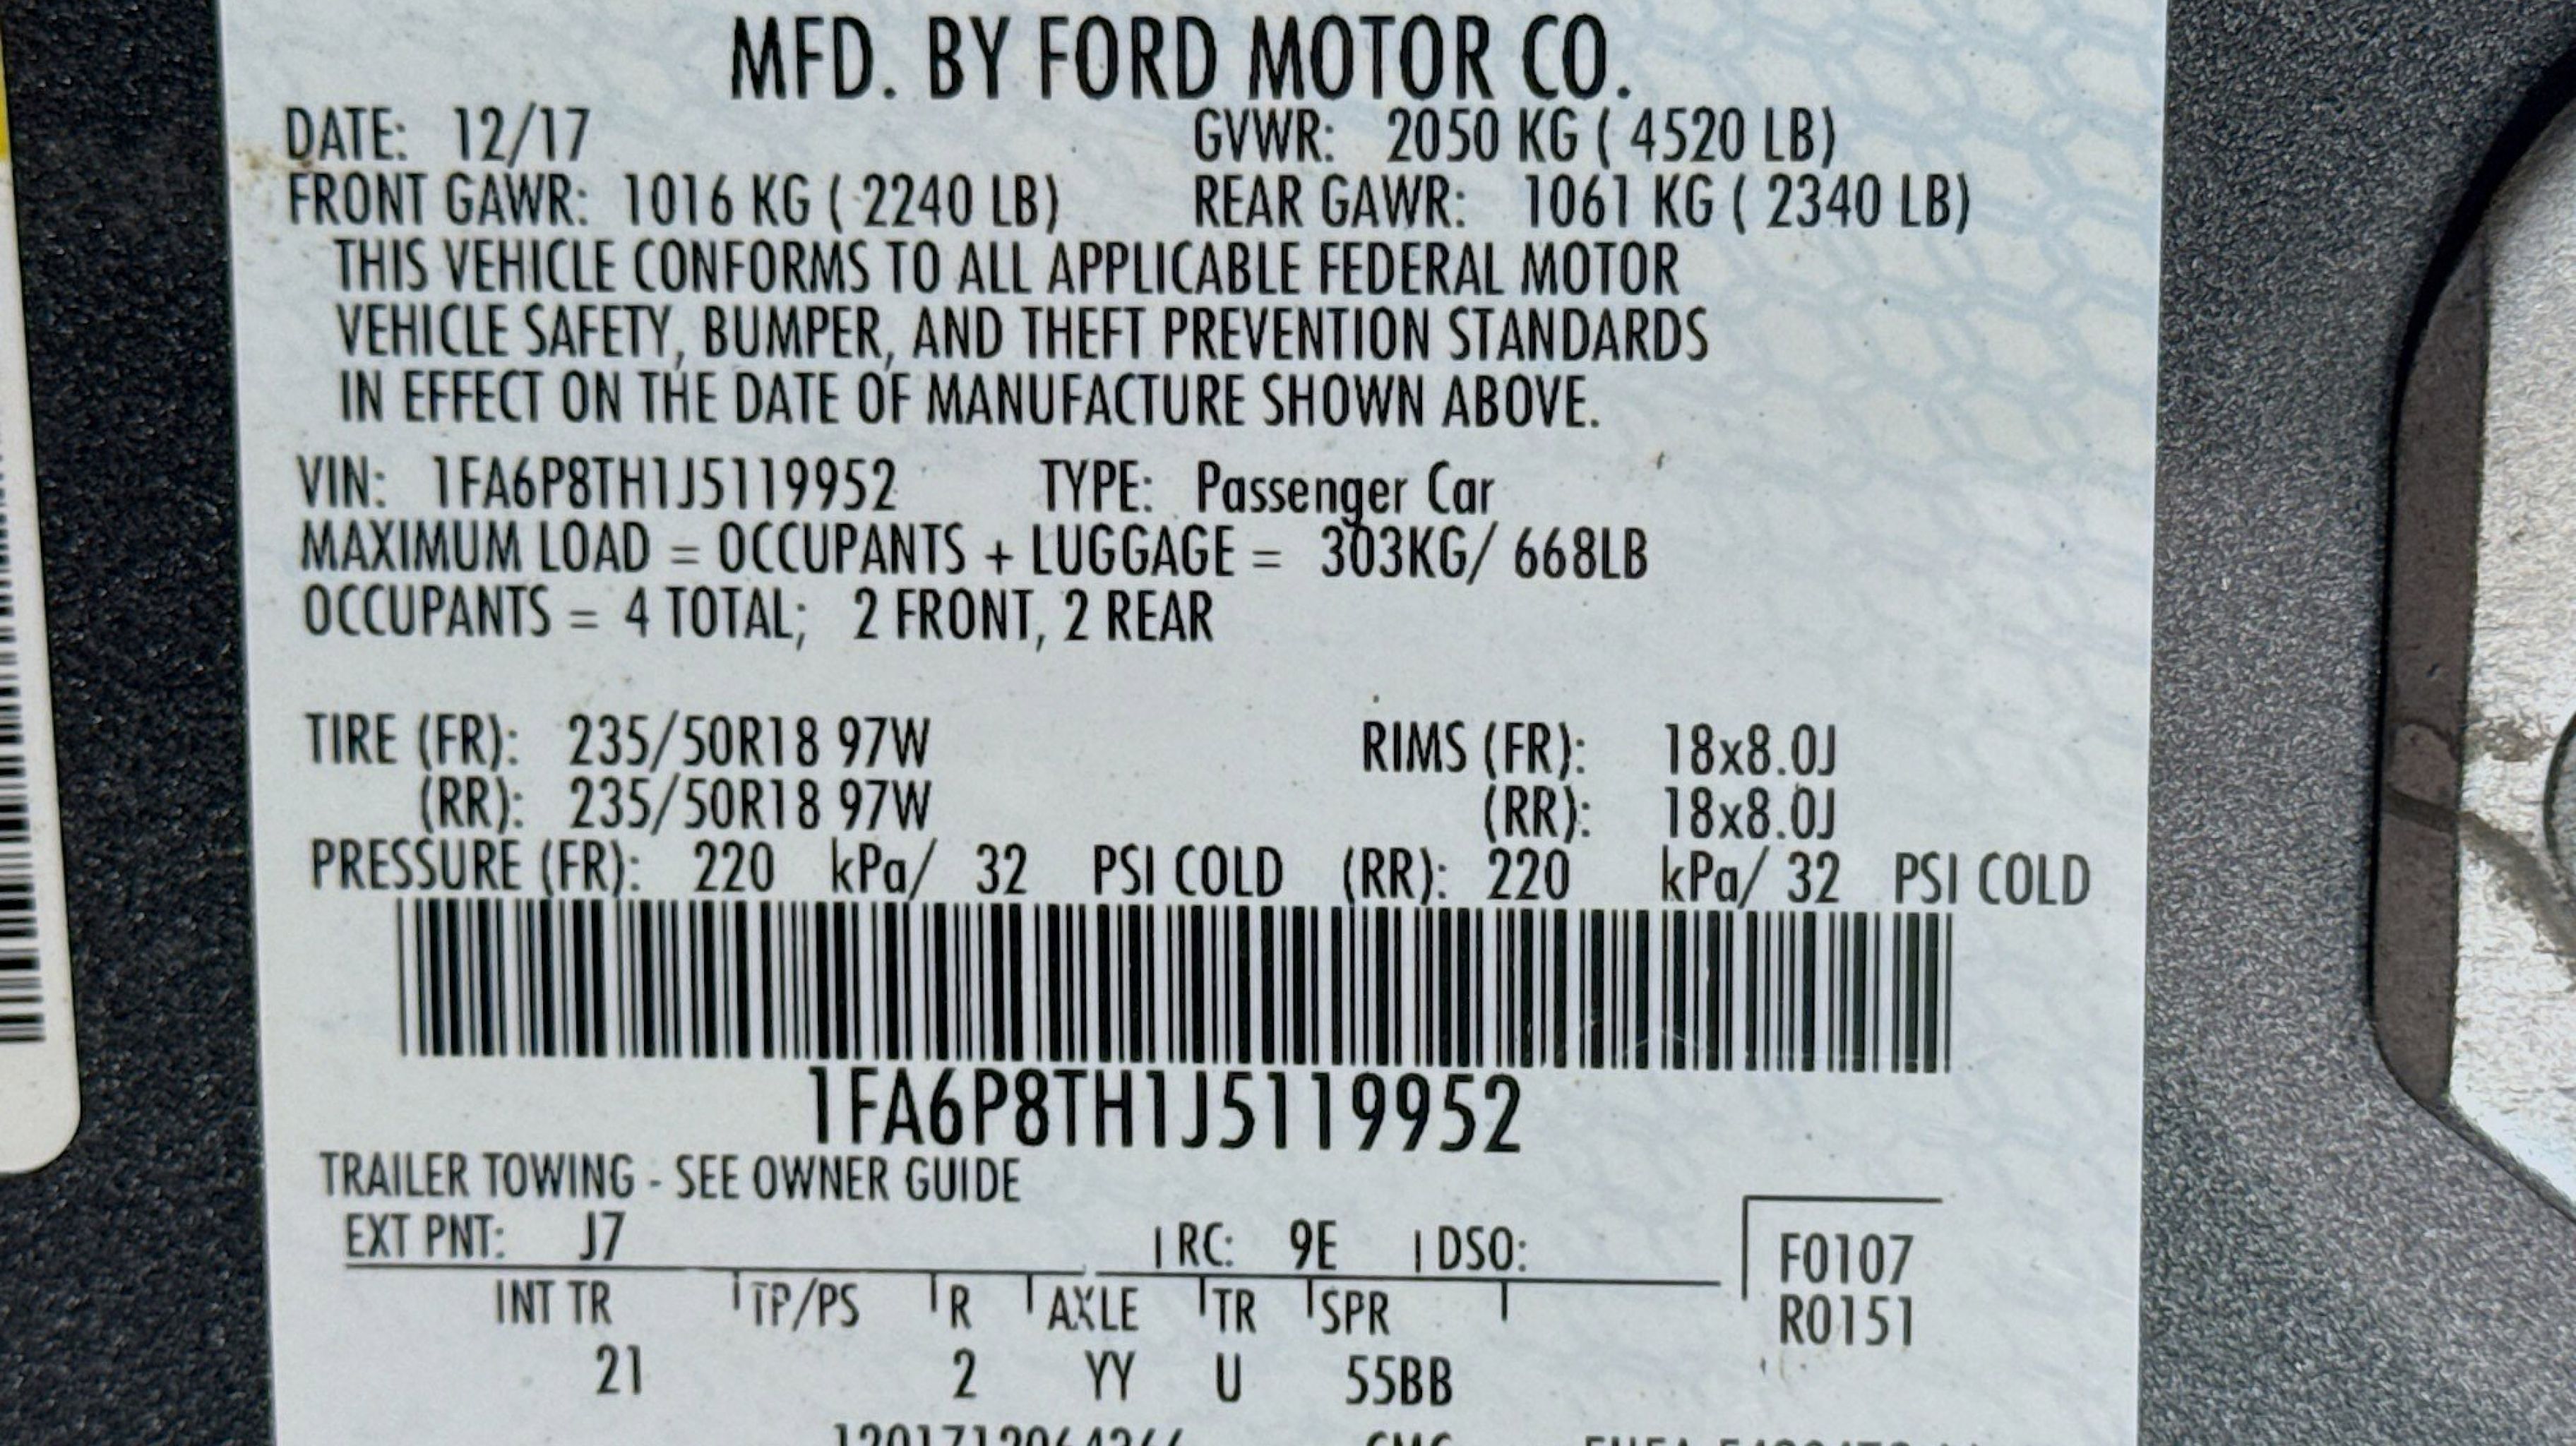 MFD. BY FORD MOTOR CO.
DATE: 12/17 GVWR: 2050 KG ( 4520 LB)
FRONT GAWR: 1016 KG ( 2240 LB) REAR GAWR: 1061 KG ( 2340 LB)
THIS VEHICLE CONFORMS TO ALL APPLICABLE FEDERAL MOTOR
VEHICLE SAFETY, BUMPER, AND THEFT PREVENTION STANDARDS
IN EFFECT ON THE DATE OF MANUFACTURE SHOWN ABOVE.
VIN: 1FA6P8TH1J5119952 TYPE: Passenger Car
MAXIMUM LOAD = OCCUPANTS + LUGGAGE = 303KG/ 668LB
OCCUPANTS = 4 TOTAL; 2 FRONT, 2 REAR
TIRE (FR): 235/50R18 97W RIMS (FR): 18x8.0J
(RR): 235/50R18 97W (RR): 18x8.0J
PRESSURE (FR): 220 kPa/ 32 PSI COLD (RR): 220 kPa/ 32 PSI COLD
1FA6P8TH1J5119952
TRAILER TOWING - SEE OWNER GUIDE
EXT PNT: J7 RC: 9E DSO: F0107
INT TR TP/PS R AXLE TR SPR R0151
21 2 YY U 55BB